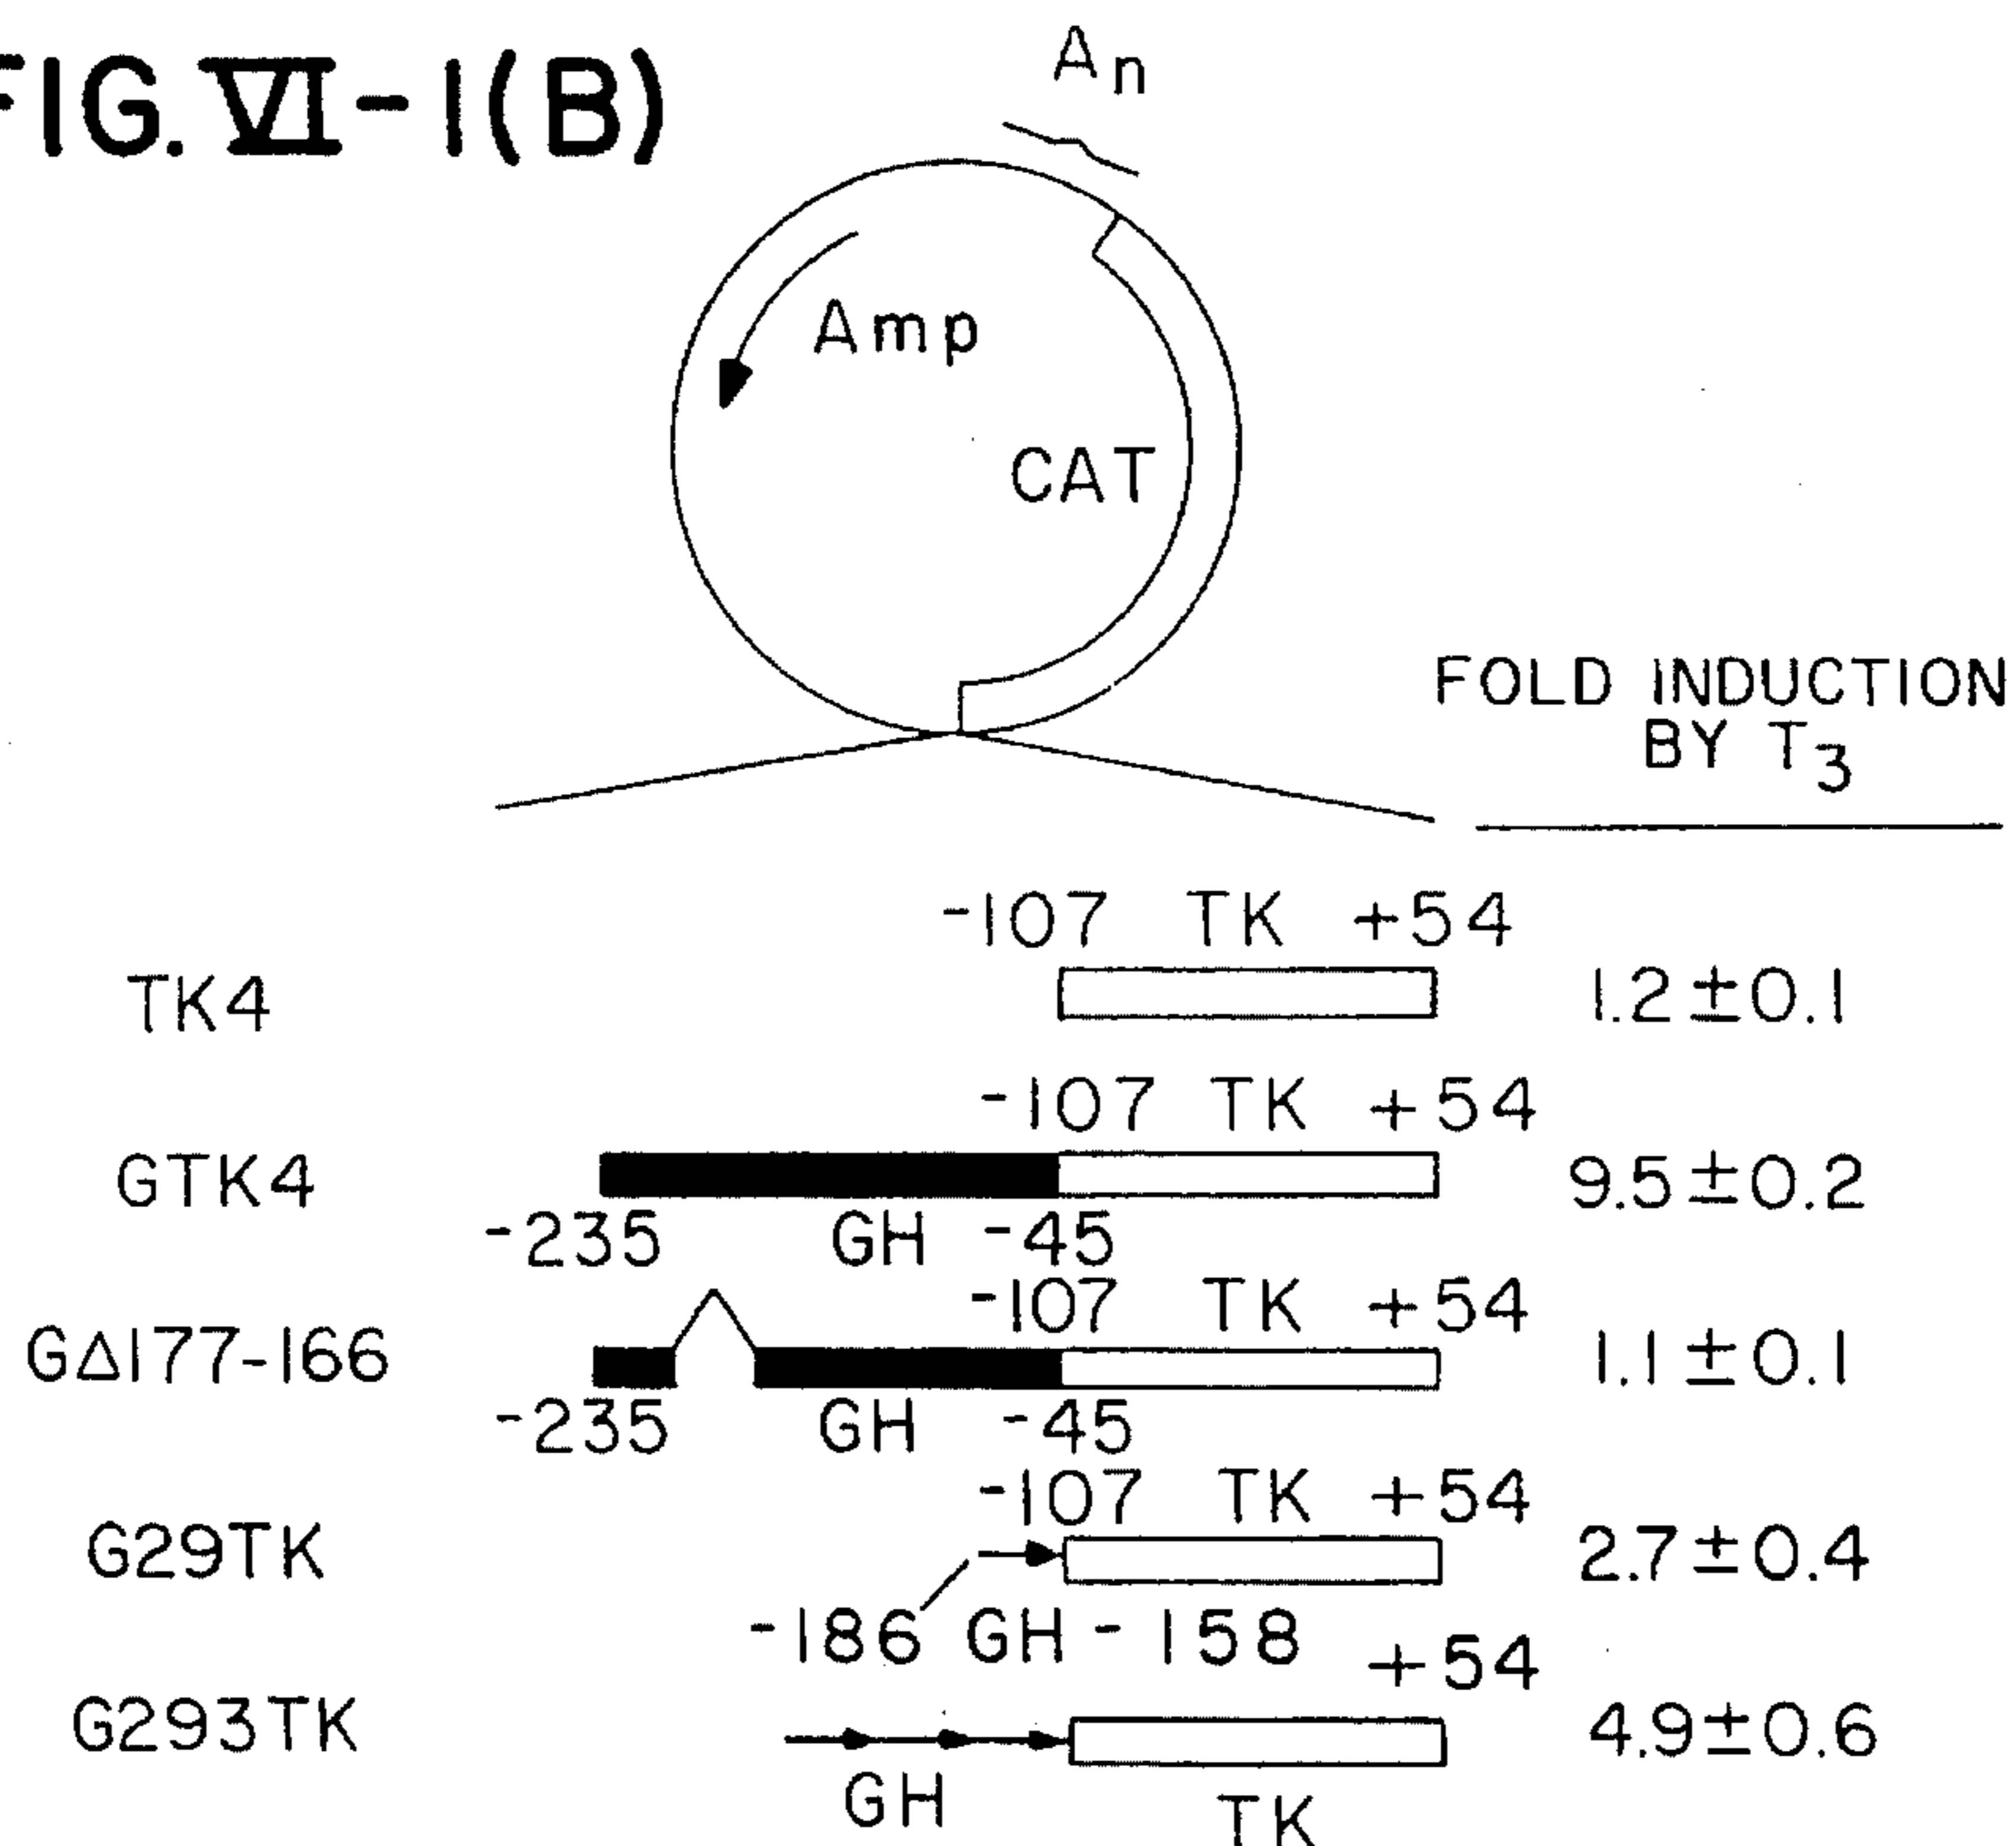 FIG. VI-1(B)
An
Amp
CAT
FOLD INDUCTION
BY T3
-107 TK +54
TK4 1.2±0.1
-107 TK +54
GTK4 9.5±0.2
-235 GH -45
-107 TK +54
GΔ177-166 1.1±0.1
-235 GH -45
-107 TK +54
G29TK 2.7±0.4
-186 GH -158
+54
G293TK 4.9±0.6
GH TK